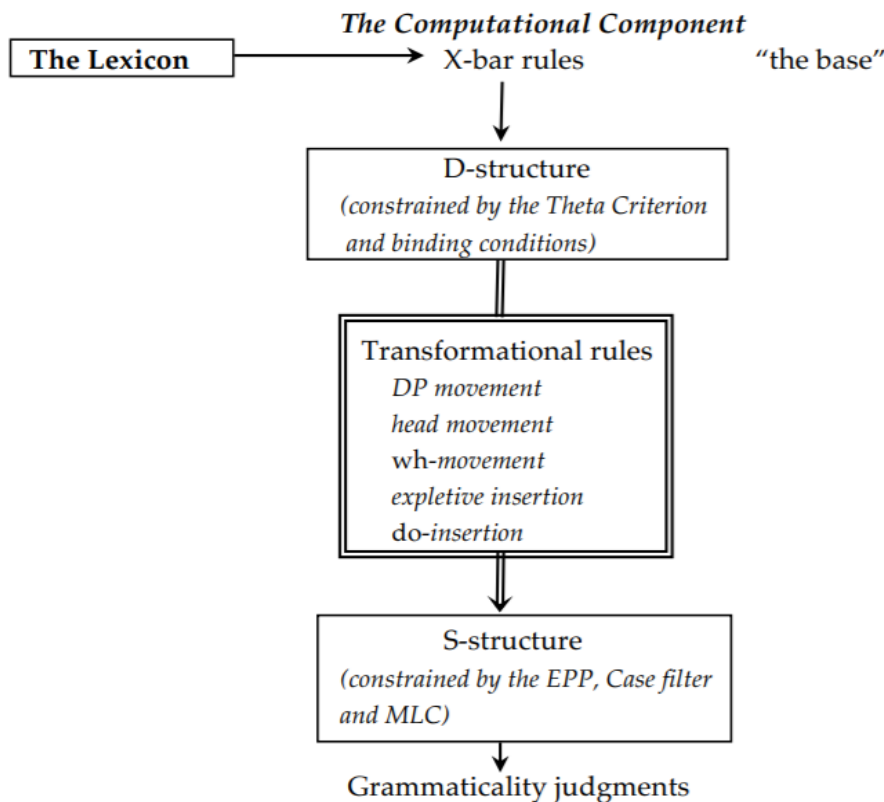 The Computational Component
The Lexicon X-bar rules “the base”
D-structure
(constrained by the Theta Criterion
and binding conditions)
Transformational rules
DP movement
head movement
wh-movement
expletive insertion
do-insertion
S-structure
(constrained by the EPP, Case filter
and MLC)
Grammaticality judgments